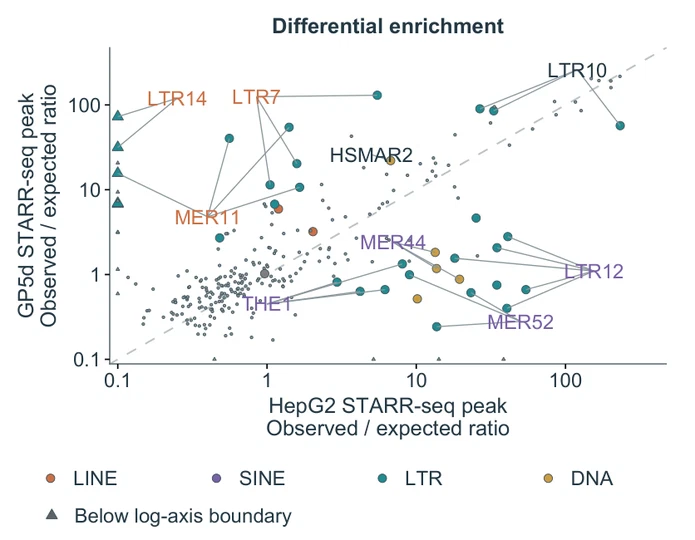 Differential enrichment
GP5d STARR-seq peak
Observed / expected ratio
100
10
1
0.1
LTR14
LTR7
LTR10
HSMAR2
MER11
MER44
LTR12
THE1
MER52
0.1
1
10
100
HepG2 STARR-seq peak
Observed / expected ratio
LINE
SINE
LTR
DNA
Below log-axis boundary